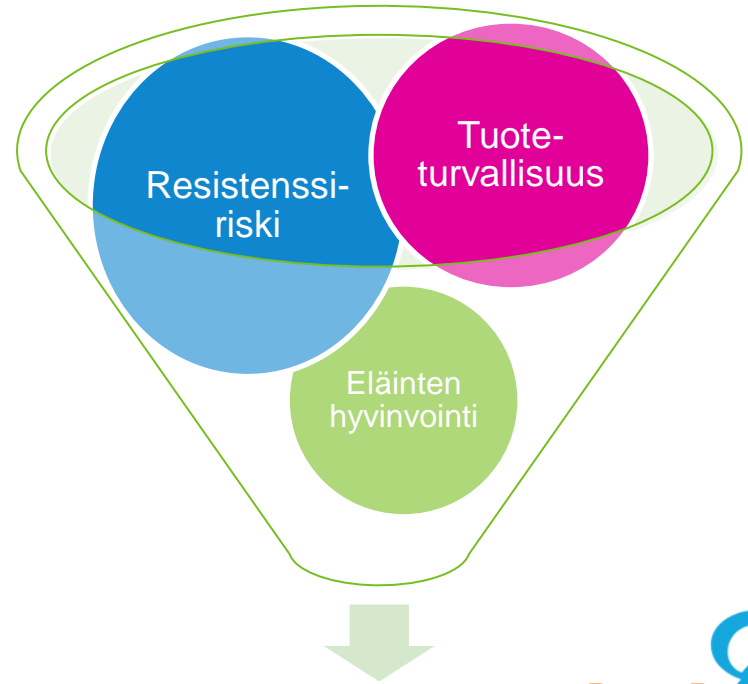 Resistenssi-
riski
Tuote-
turvallisuus
Eläinten
hyvinvointi